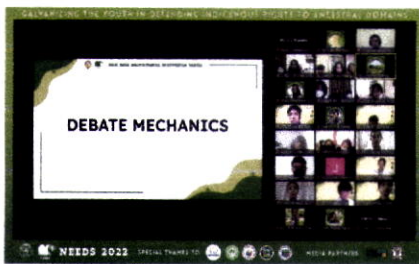 GALVANIZING THE YOUTH IN DEFENDING INDIGENOUS RIGHTS TO ANCESTRAL DOMAINS
DEBATE MECHANICS
NEEDS 2022
SPECIAL THANKS TO:
MEDIA PARTNERS: